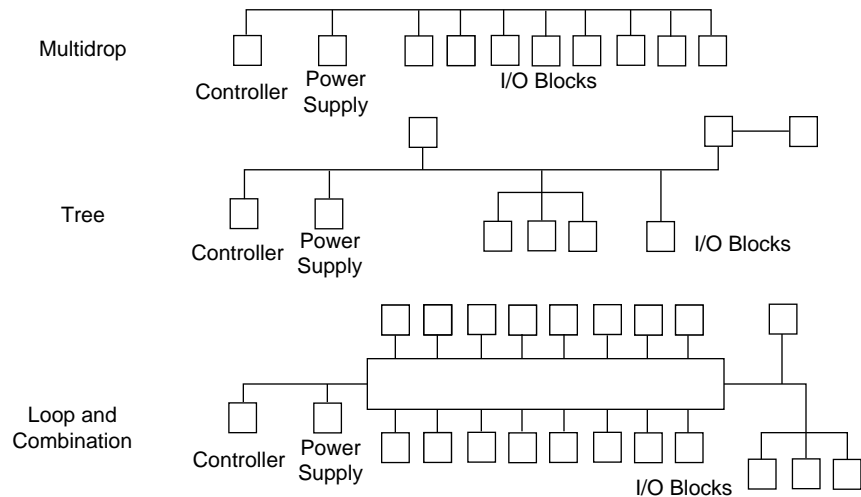 Multidrop
Controller
Power
Supply
I/O Blocks
Tree
Controller
Power
Supply
I/O Blocks
Loop and
Combination
Controller
Power
Supply
I/O Blocks